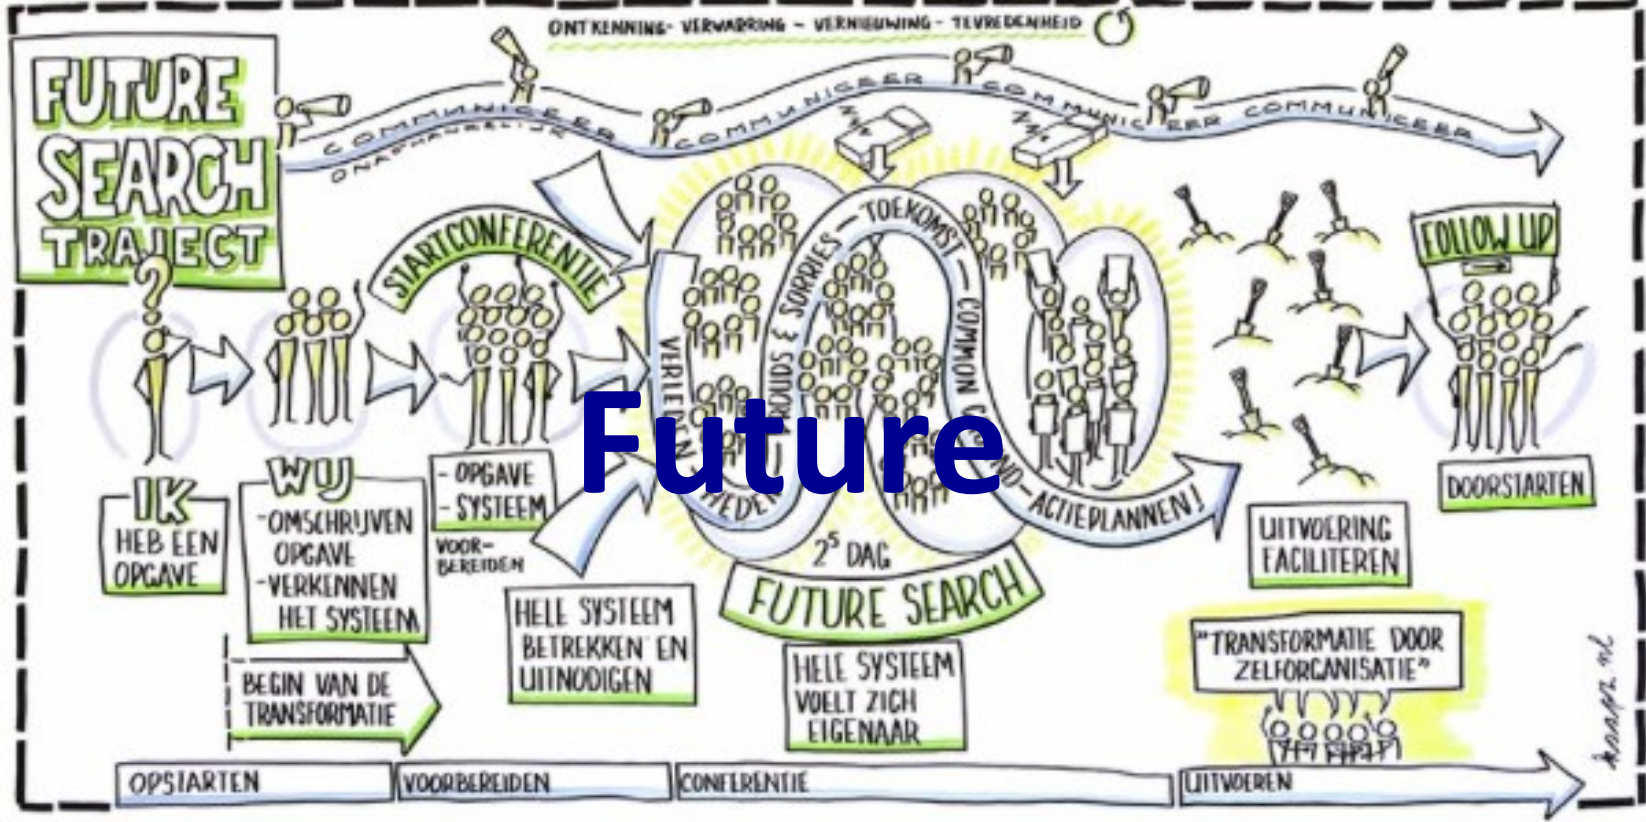 ONTKENNING - VERWARRING - VERNIEUWING - TEVREDENHEID
FUTURE
SEARCH
TRAJECT
COMMUNICEER
ONAFHANKELIJK
COMMUNICEER
COMMUNICEER
COMMUNICEER
STARTCONFERENTIE
FOLLOW UP
?
VERLEDEN
HEDEN
PROUDS & SORRIES - TOEKOMST - COMMON GROUND - ACTIEPLANNEN!
Future
IK
HEB EEN
OPGAVE
WIJ
-OMSCHRIJVEN
OPGAVE
-VERKENNEN
HET SYSTEEM
- OPGAVE
- SYSTEEM
VOOR-
BEREIDEN
BEGIN VAN DE
TRANSFORMATIE
HELE SYSTEEM
BETREKKEN EN
UITNODIGEN
2⁵ DAG
FUTURE SEARCH
HELE SYSTEEM
VOELT ZICH
EIGENAAR
UITVOERING
FACILITEREN
DOORSTARTEN
"TRANSFORMATIE DOOR
ZELFORGANISATIE"
OPSTARTEN
VOORBEREIDEN
CONFERENTIE
UITVOEREN